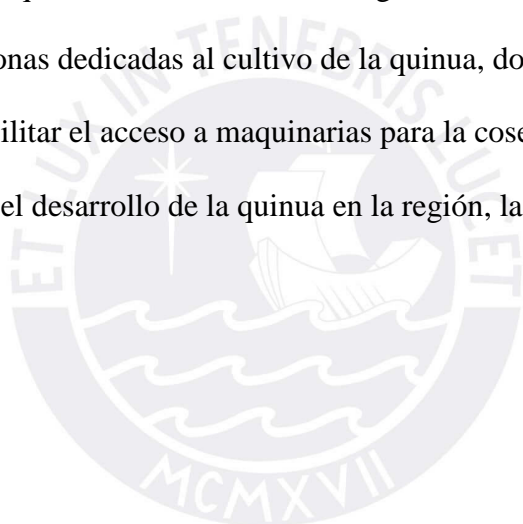 onas dedicadas al cultivo de la quinua, do
ilitar el acceso a maquinarias para la cose
el desarrollo de la quinua en la región, la
ET LUX IN TENEBRIS LUCET
MCMXVII